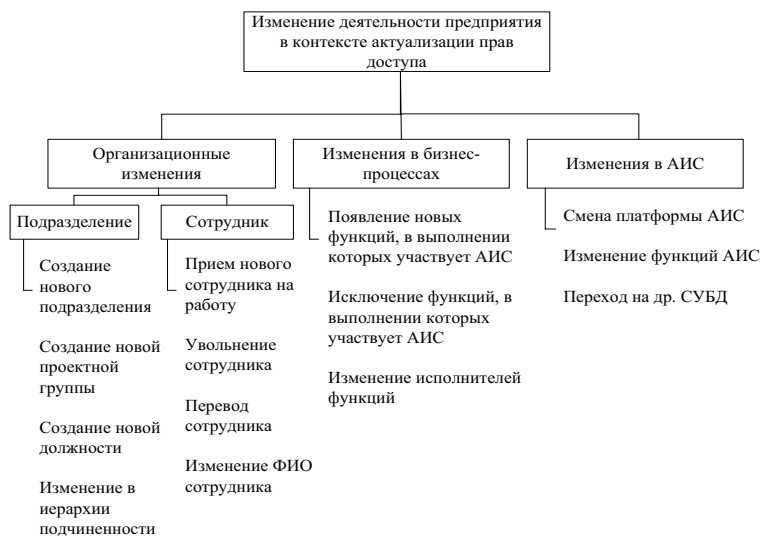 Изменение деятельности предприятия
в контексте актуализации прав
доступа
Организационные
изменения
Изменения в бизнес-
процессах
Изменения в АИС
Подразделение
Сотрудник
Создание
нового
подразделения
Создание новой
проектной
группы
Создание новой
должности
Изменение в
иерархии
подчиненности
Прием нового
сотрудника на
работу
Увольнение
сотрудника
Перевод
сотрудника
Изменение ФИО
сотрудника
Появление новых
функций, в выполнении
которых участвует АИС
Исключение функций, в
выполнении которых
участвует АИС
Изменение исполнителей
функций
Смена платформы АИС
Изменение функций АИС
Переход на др. СУБД